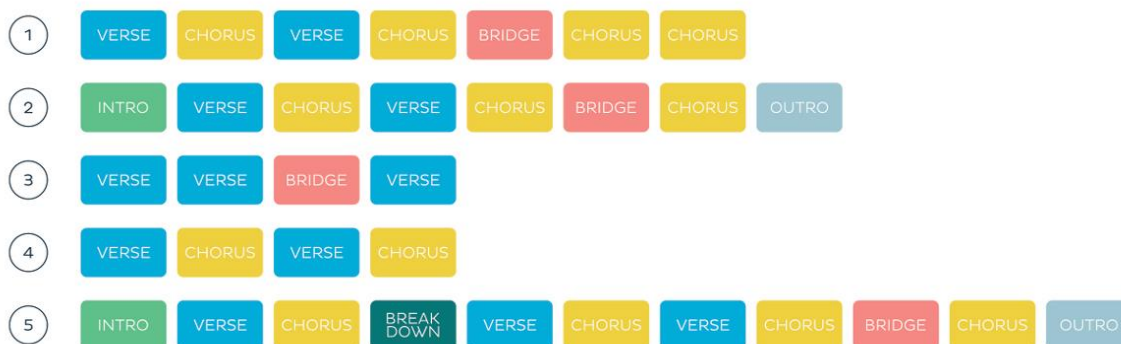 1 VERSE CHORUS VERSE CHORUS BRIDGE CHORUS CHORUS
2 INTRO VERSE CHORUS VERSE CHORUS BRIDGE CHORUS OUTRO
3 VERSE VERSE BRIDGE VERSE
4 VERSE CHORUS VERSE CHORUS
5 INTRO VERSE CHORUS BREAK DOWN VERSE CHORUS VERSE CHORUS BRIDGE CHORUS OUTRO